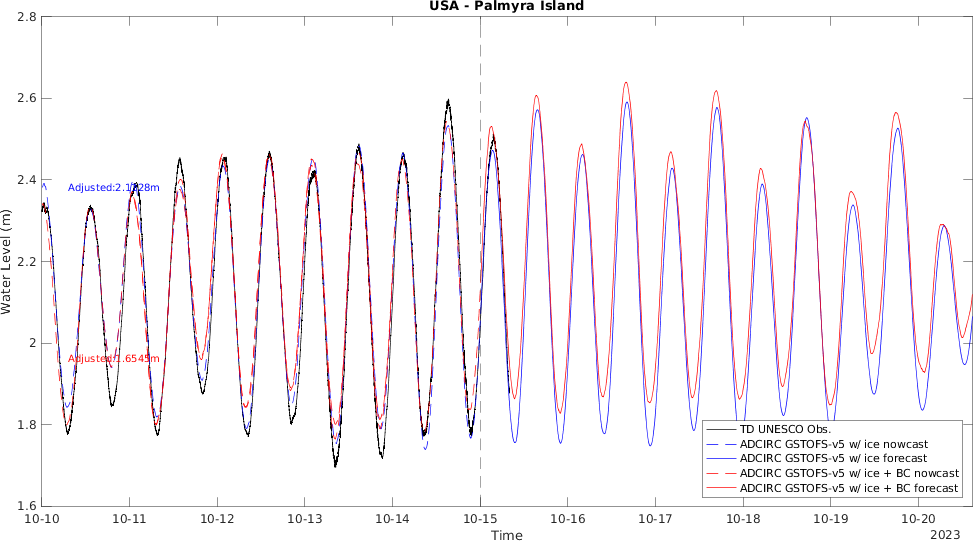 USA - Palmyra Island
2.8
2.6
2.4
2.2
2
1.8
1.6
Water Level (m)
Adjusted:2.1728m
Adjusted:1.6545m
TD UNESCO Obs.
ADCIRC GSTOFS-v5 w/ ice nowcast
ADCIRC GSTOFS-v5 w/ ice forecast
ADCIRC GSTOFS-v5 w/ ice + BC nowcast
ADCIRC GSTOFS-v5 w/ ice + BC forecast
10-10 10-11 10-12 10-13 10-14 10-15 10-16 10-17 10-18 10-19 10-20
Time
2023